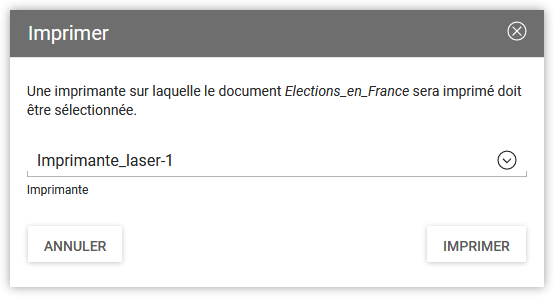 Imprimer
Une imprimante sur laquelle le document Elections_en_France sera imprimé doit
être sélectionnée.
Imprimante_laser-1
Imprimante
ANNULER
IMPRIMER